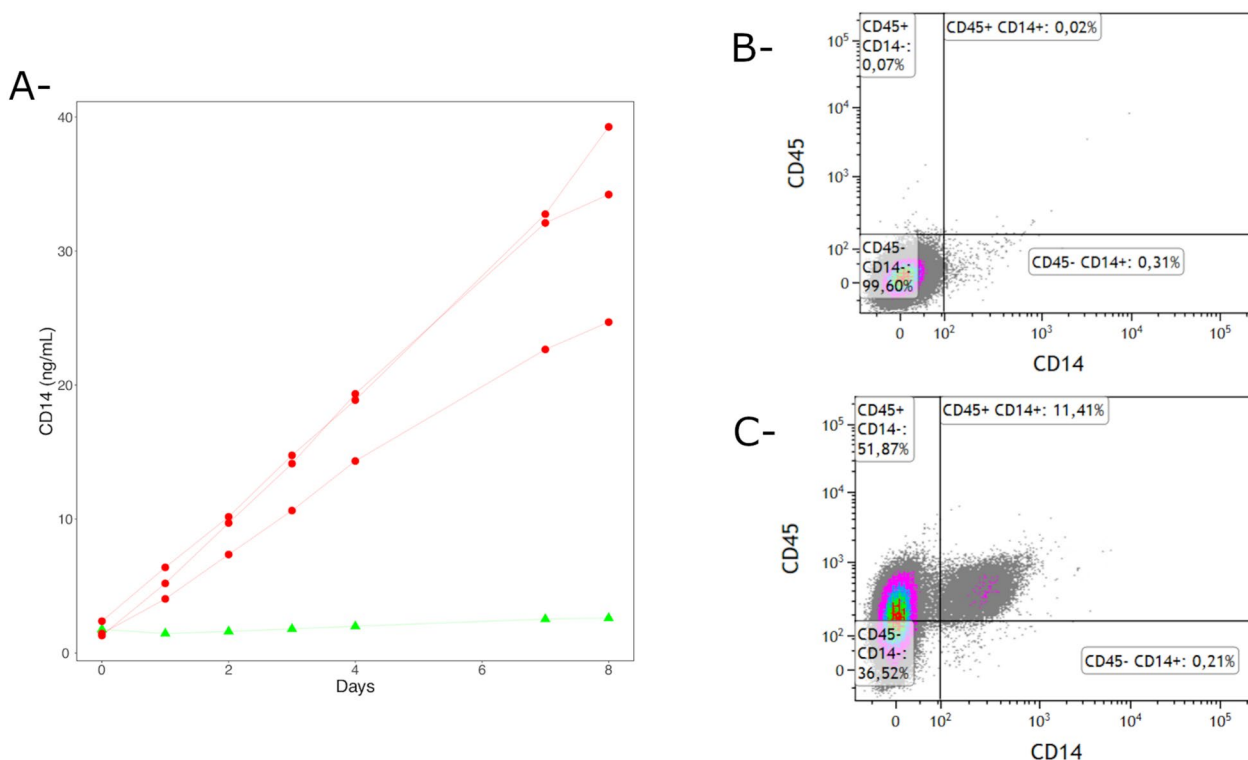 A-
40
30
20
10
0
CD14 (ng/mL)
0
2
4
6
8
Days
B-
CD45+
CD14-:
0,07%
CD45+ CD14+: 0,02%
10⁵
10⁴
10³
10²
0
CD45
CD45-
CD14-:
99,60%
CD45- CD14+: 0,31%
0
10²
10³
10⁴
10⁵
CD14
C-
CD45+
CD14-:
51,87%
CD45+ CD14+: 11,41%
10⁵
10⁴
10³
10²
0
CD45
CD45-
CD14-:
36,52%
CD45- CD14+: 0,21%
0
10²
10³
10⁴
10⁵
CD14